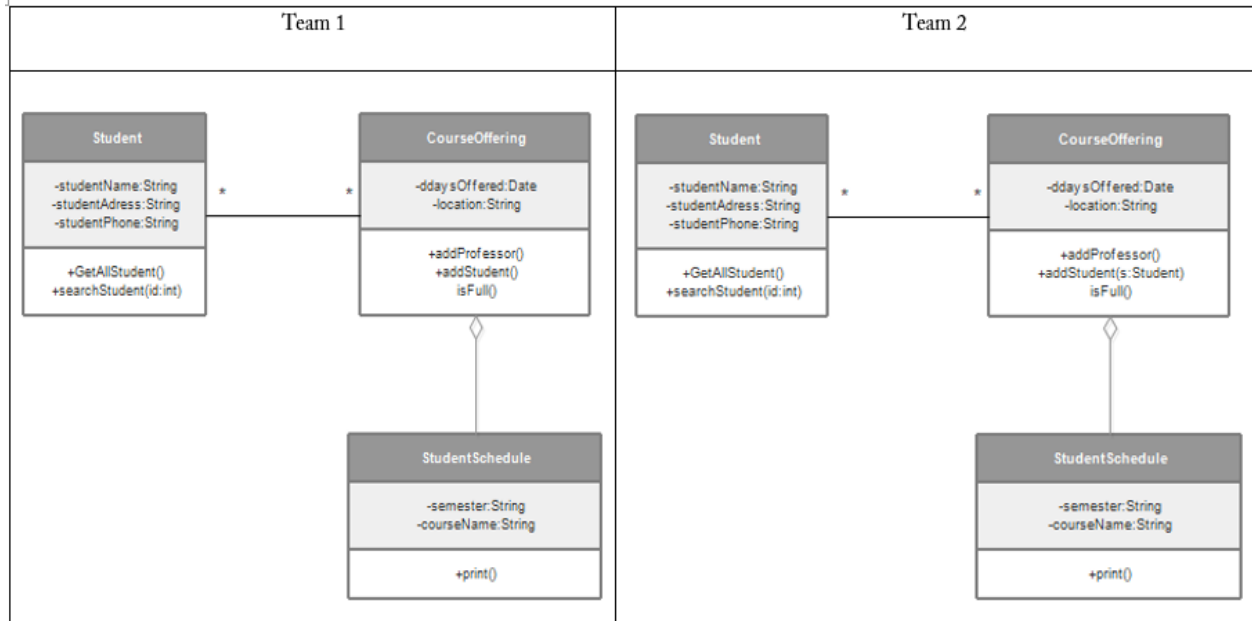 Team 1
Team 2
Student
-studentName:String
-studentAdress:String
-studentPhone:String
+GetAllStudent()
+searchStudent(id:int)
*
*
CourseOffering
-ddaysOffered:Date
-location:String
+addProfessor()
+addStudent()
isFull()
StudentSchedule
-semester:String
-courseName:String
+print()
Student
-studentName:String
-studentAdress:String
-studentPhone:String
+GetAllStudent()
+searchStudent(id:int)
*
*
CourseOffering
-ddaysOffered:Date
-location:String
+addProfessor()
+addStudent(s:Student)
isFull()
StudentSchedule
-semester:String
-courseName:String
+print()